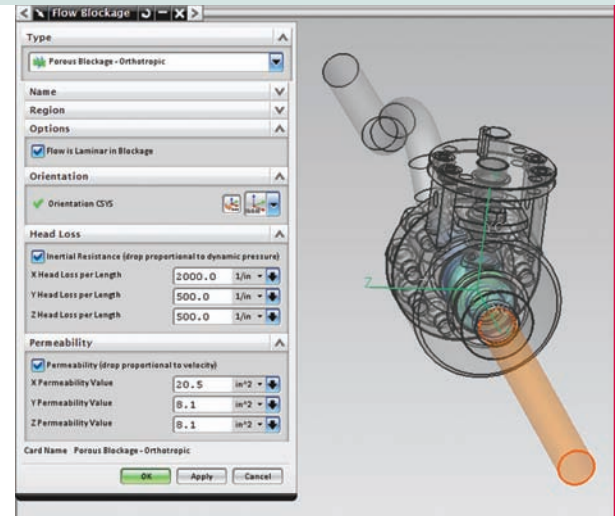 Flow Blockage
Type
Porous Blockage - Orthotropic
Name
Region
Options
Flow is Laminar in Blockage
Orientation
Orientation CSYS
Head Loss
Inertial Resistance (drop proportional to dynamic pressure)
X Head Loss per Length 2000.0 1/in
Y Head Loss per Length 500.0 1/in
Z Head Loss per Length 500.0 1/in
Permeability
Permeability (drop proportional to velocity)
X Permeability Value 20.5 in^2
Y Permeability Value 8.1 in^2
Z Permeability Value 8.1 in^2
Card Name Porous Blockage - Orthotropic
OK Apply Cancel
Z